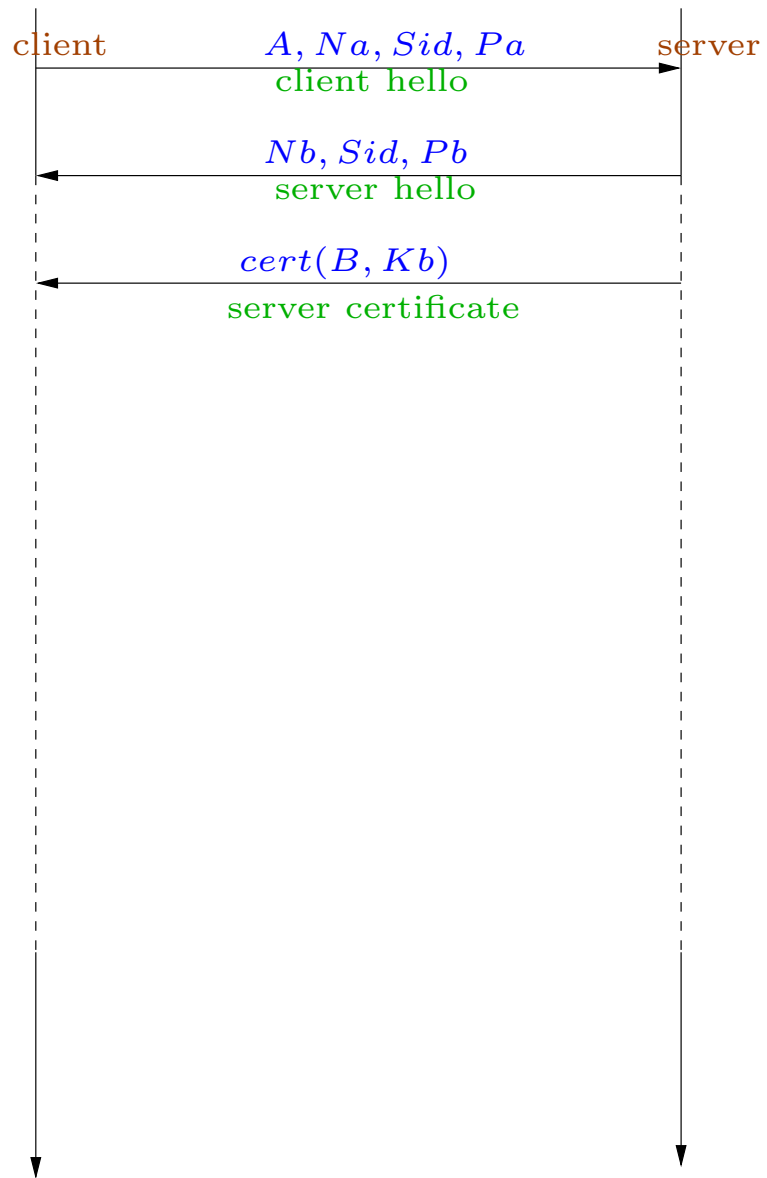 client A, Na, Sid, Pa server
client hello
Nb, Sid, Pb
server hello
cert(B, Kb)
server certificate